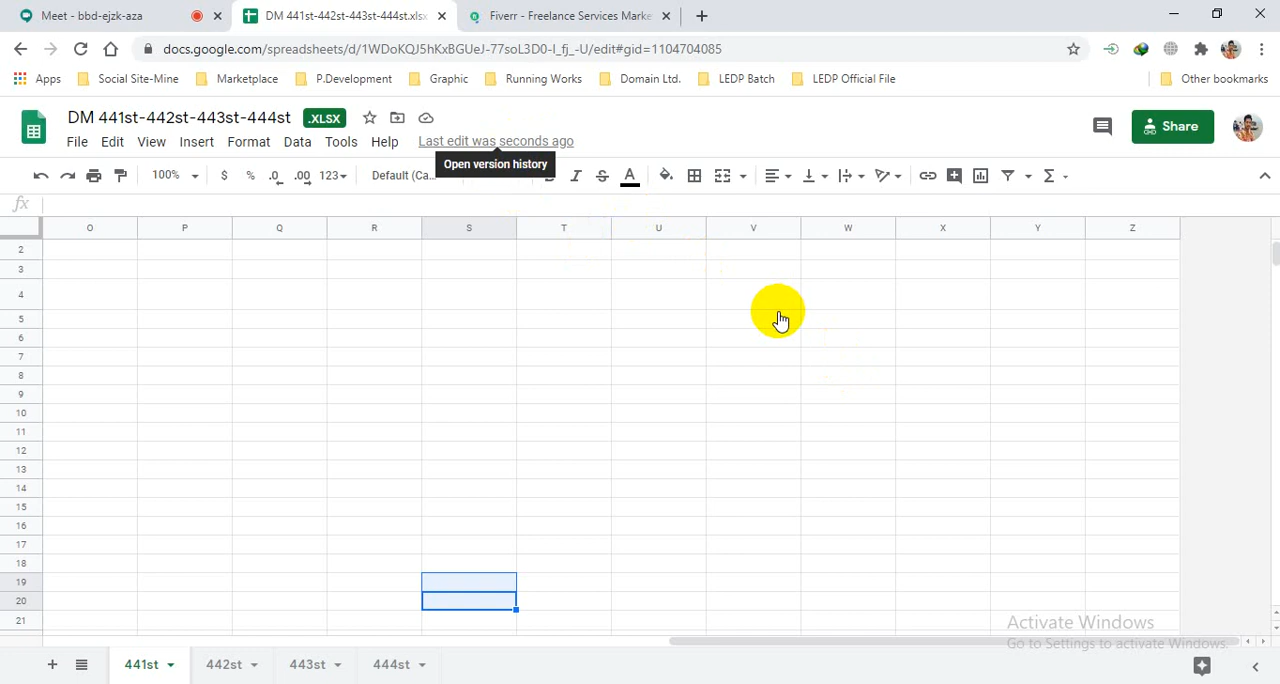 Meet - bbd-ejzk-aza
DM 441st-442st-443st-444st.xlsx
Fiverr - Freelance Services Marke
docs.google.com/spreadsheets/d/1WDoKQJ5hKxBGUeJ-77soL3D0-I_fj_-U/edit#gid=1104704085
Apps Social Site-Mine Marketplace P.Development Graphic Running Works Domain Ltd. LEDP Batch LEDP Official File Other bookmarks
DM 441st-442st-443st-444st .XLSX
Share
File Edit View Insert Format Data Tools Help Last edit was seconds ago
Open version history
100% $ % .0 .00 123 Default (Ca... B I S A Σ
fx
O P Q R S T U V W X Y Z
2
3
4
5
6
7
8
9
10
11
12
13
14
15
16
17
18
19
20
21
Activate Windows
Go to Settings to activate Windows.
441st 442st 443st 444st